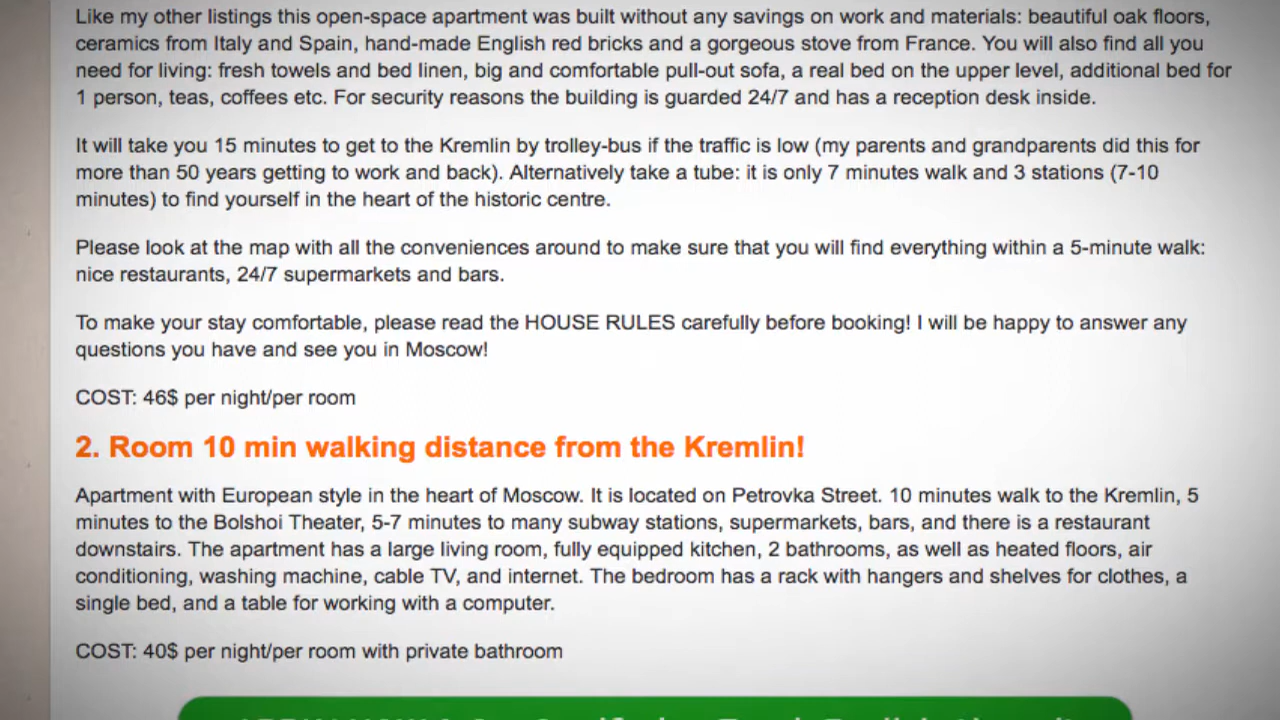 Like my other listings this open-space apartment was built without any savings on work and materials: beautiful oak floors,
ceramics from Italy and Spain, hand-made English red bricks and a gorgeous stove from France. You will also find all you
need for living: fresh towels and bed linen, big and comfortable pull-out sofa, a real bed on the upper level, additional bed for
1 person, teas, coffees etc. For security reasons the building is guarded 24/7 and has a reception desk inside.
It will take you 15 minutes to get to the Kremlin by trolley-bus if the traffic is low (my parents and grandparents did this for
more than 50 years getting to work and back). Alternatively take a tube: it is only 7 minutes walk and 3 stations (7-10
minutes) to find yourself in the heart of the historic centre.
Please look at the map with all the conveniences around to make sure that you will find everything within a 5-minute walk:
nice restaurants, 24/7 supermarkets and bars.
To make your stay comfortable, please read the HOUSE RULES carefully before booking! I will be happy to answer any
questions you have and see you in Moscow!
COST: 46$ per night/per room
2. Room 10 min walking distance from the Kremlin!
Apartment with European style in the heart of Moscow. It is located on Petrovka Street. 10 minutes walk to the Kremlin, 5
minutes to the Bolshoi Theater, 5-7 minutes to many subway stations, supermarkets, bars, and there is a restaurant
downstairs. The apartment has a large living room, fully equipped kitchen, 2 bathrooms, as well as heated floors, air
conditioning, washing machine, cable TV, and internet. The bedroom has a rack with hangers and shelves for clothes, a
single bed, and a table for working with a computer.
COST: 40$ per night/per room with private bathroom